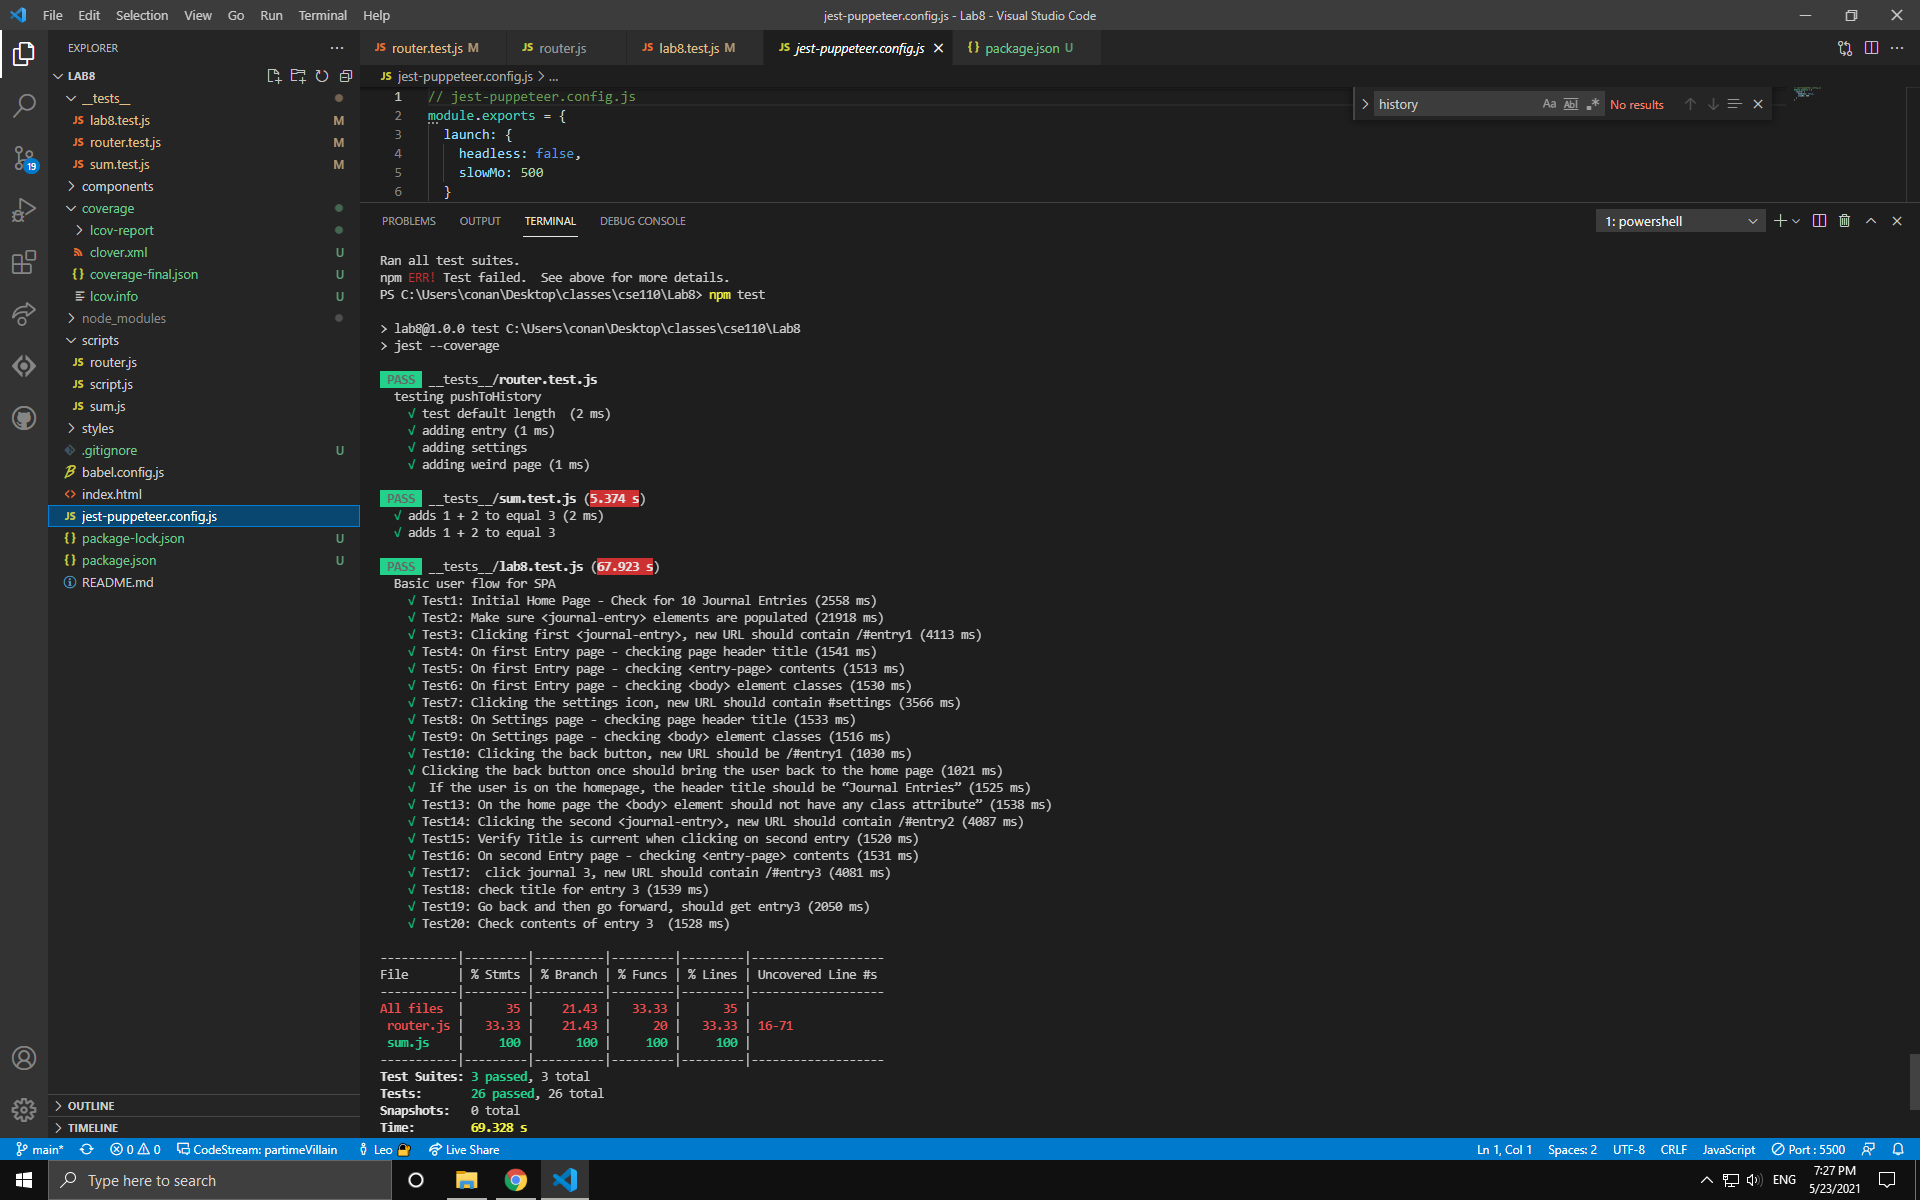 File Edit Selection View Go Run Terminal Help
jest-puppeteer.config.js - Lab8 - Visual Studio Code
EXPLORER
LAB8
__tests__
JS lab8.test.js M
JS router.test.js M
JS sum.test.js M
components
coverage
lcov-report
clover.xml U
{} coverage-final.json U
lcov.info U
node_modules
scripts
JS router.js
JS script.js
JS sum.js
styles
.gitignore U
babel.config.js
<> index.html
JS jest-puppeteer.config.js
{} package-lock.json U
{} package.json U
README.md
OUTLINE
TIMELINE
19
JS router.test.js M JS router.js JS lab8.test.js M JS jest-puppeteer.config.js {} package.json U
JS jest-puppeteer.config.js > ...
1 // jest-puppeteer.config.js
2 module.exports = {
3 launch: {
4 headless: false,
5 slowMo: 500
6 }
history Aa Abl .* No results
PROBLEMS OUTPUT TERMINAL DEBUG CONSOLE
1: powershell
Ran all test suites.
npm ERR! Test failed.  See above for more details.
PS C:\Users\conan\Desktop\classes\cse110\Lab8> npm test
> lab8@1.0.0 test C:\Users\conan\Desktop\classes\cse110\Lab8
> jest --coverage
PASS __tests__/router.test.js
testing pushToHistory
√ test default length  (2 ms)
√ adding entry (1 ms)
√ adding settings
√ adding weird page (1 ms)
PASS __tests__/sum.test.js (5.374 s)
√ adds 1 + 2 to equal 3 (2 ms)
√ adds 1 + 2 to equal 3
PASS __tests__/lab8.test.js (67.923 s)
Basic user flow for SPA
√ Test1: Initial Home Page - Check for 10 Journal Entries (2558 ms)
√ Test2: Make sure <journal-entry> elements are populated (21918 ms)
√ Test3: Clicking first <journal-entry>, new URL should contain /#entry1 (4113 ms)
√ Test4: On first Entry page - checking page header title (1541 ms)
√ Test5: On first Entry page - checking <entry-page> contents (1513 ms)
√ Test6: On first Entry page - checking <body> element classes (1530 ms)
√ Test7: Clicking the settings icon, new URL should contain #settings (3566 ms)
√ Test8: On Settings page - checking page header title (1533 ms)
√ Test9: On Settings page - checking <body> element classes (1516 ms)
√ Test10: Clicking the back button, new URL should be /#entry1 (1030 ms)
√ Clicking the back button once should bring the user back to the home page (1021 ms)
√  If the user is on the homepage, the header title should be “Journal Entries” (1525 ms)
√ Test13: On the home page the <body> element should not have any class attribute” (1538 ms)
√ Test14: Clicking the second <journal-entry>, new URL should contain /#entry2 (4087 ms)
√ Test15: Verify Title is current when clicking on second entry (1520 ms)
√ Test16: On second Entry page - checking <entry-page> contents (1531 ms)
√ Test17:  click journal 3, new URL should contain /#entry3 (4081 ms)
√ Test18: check title for entry 3 (1539 ms)
√ Test19: Go back and then go forward, should get entry3 (2050 ms)
√ Test20: Check contents of entry 3  (1528 ms)
-----------|---------|----------|---------|---------|-------------------
File       | % Stmts | % Branch | % Funcs | % Lines | Uncovered Line #s
-----------|---------|----------|---------|---------|-------------------
All files  |      35 |    21.43 |   33.33 |      35 |
 router.js |   33.33 |    21.43 |      20 |   33.33 | 16-71
 sum.js    |     100 |      100 |     100 |     100 |
-----------|---------|----------|---------|---------|-------------------
Test Suites: 3 passed, 3 total
Tests:       26 passed, 26 total
Snapshots:   0 total
Time:        69.328 s
main* 0 0 CodeStream: partimeVillain Leo Live Share Ln 1, Col 1 Spaces: 2 UTF-8 CRLF JavaScript Port : 5500
Type here to search
ENG
7:27 PM
5/23/2021